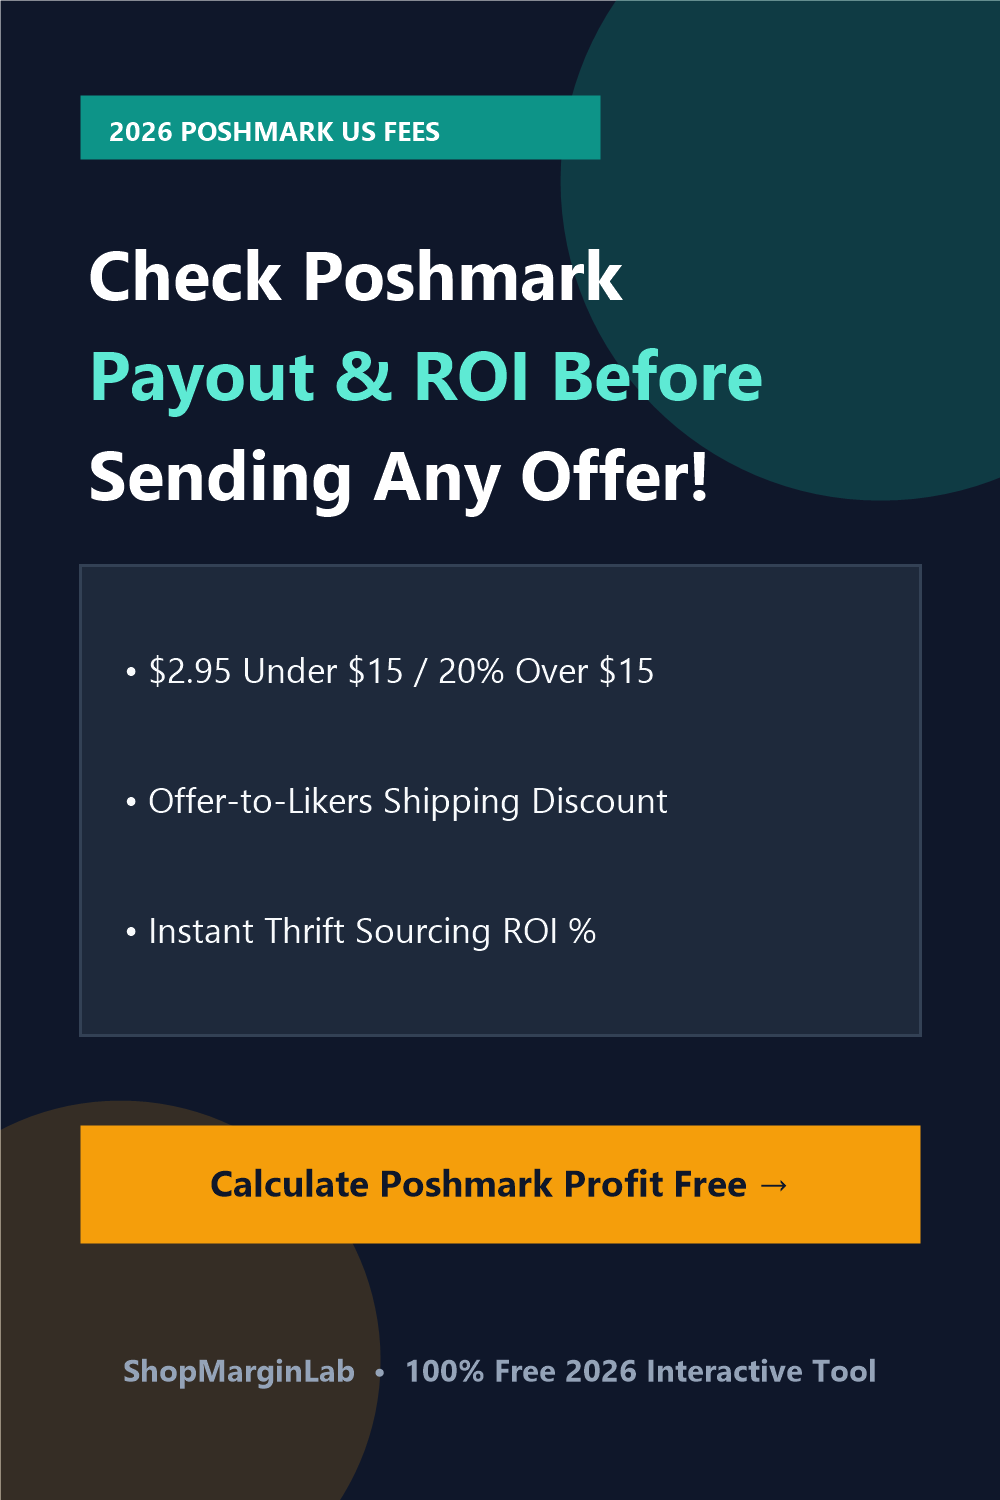 2026 POSHMARK US FEES
Check Poshmark
Payout & ROI Before
Sending Any Offer!
• $2.95 Under $15 / 20% Over $15
• Offer-to-Likers Shipping Discount
• Instant Thrift Sourcing ROI %
Calculate Poshmark Profit Free →
ShopMarginLab • 100% Free 2026 Interactive Tool